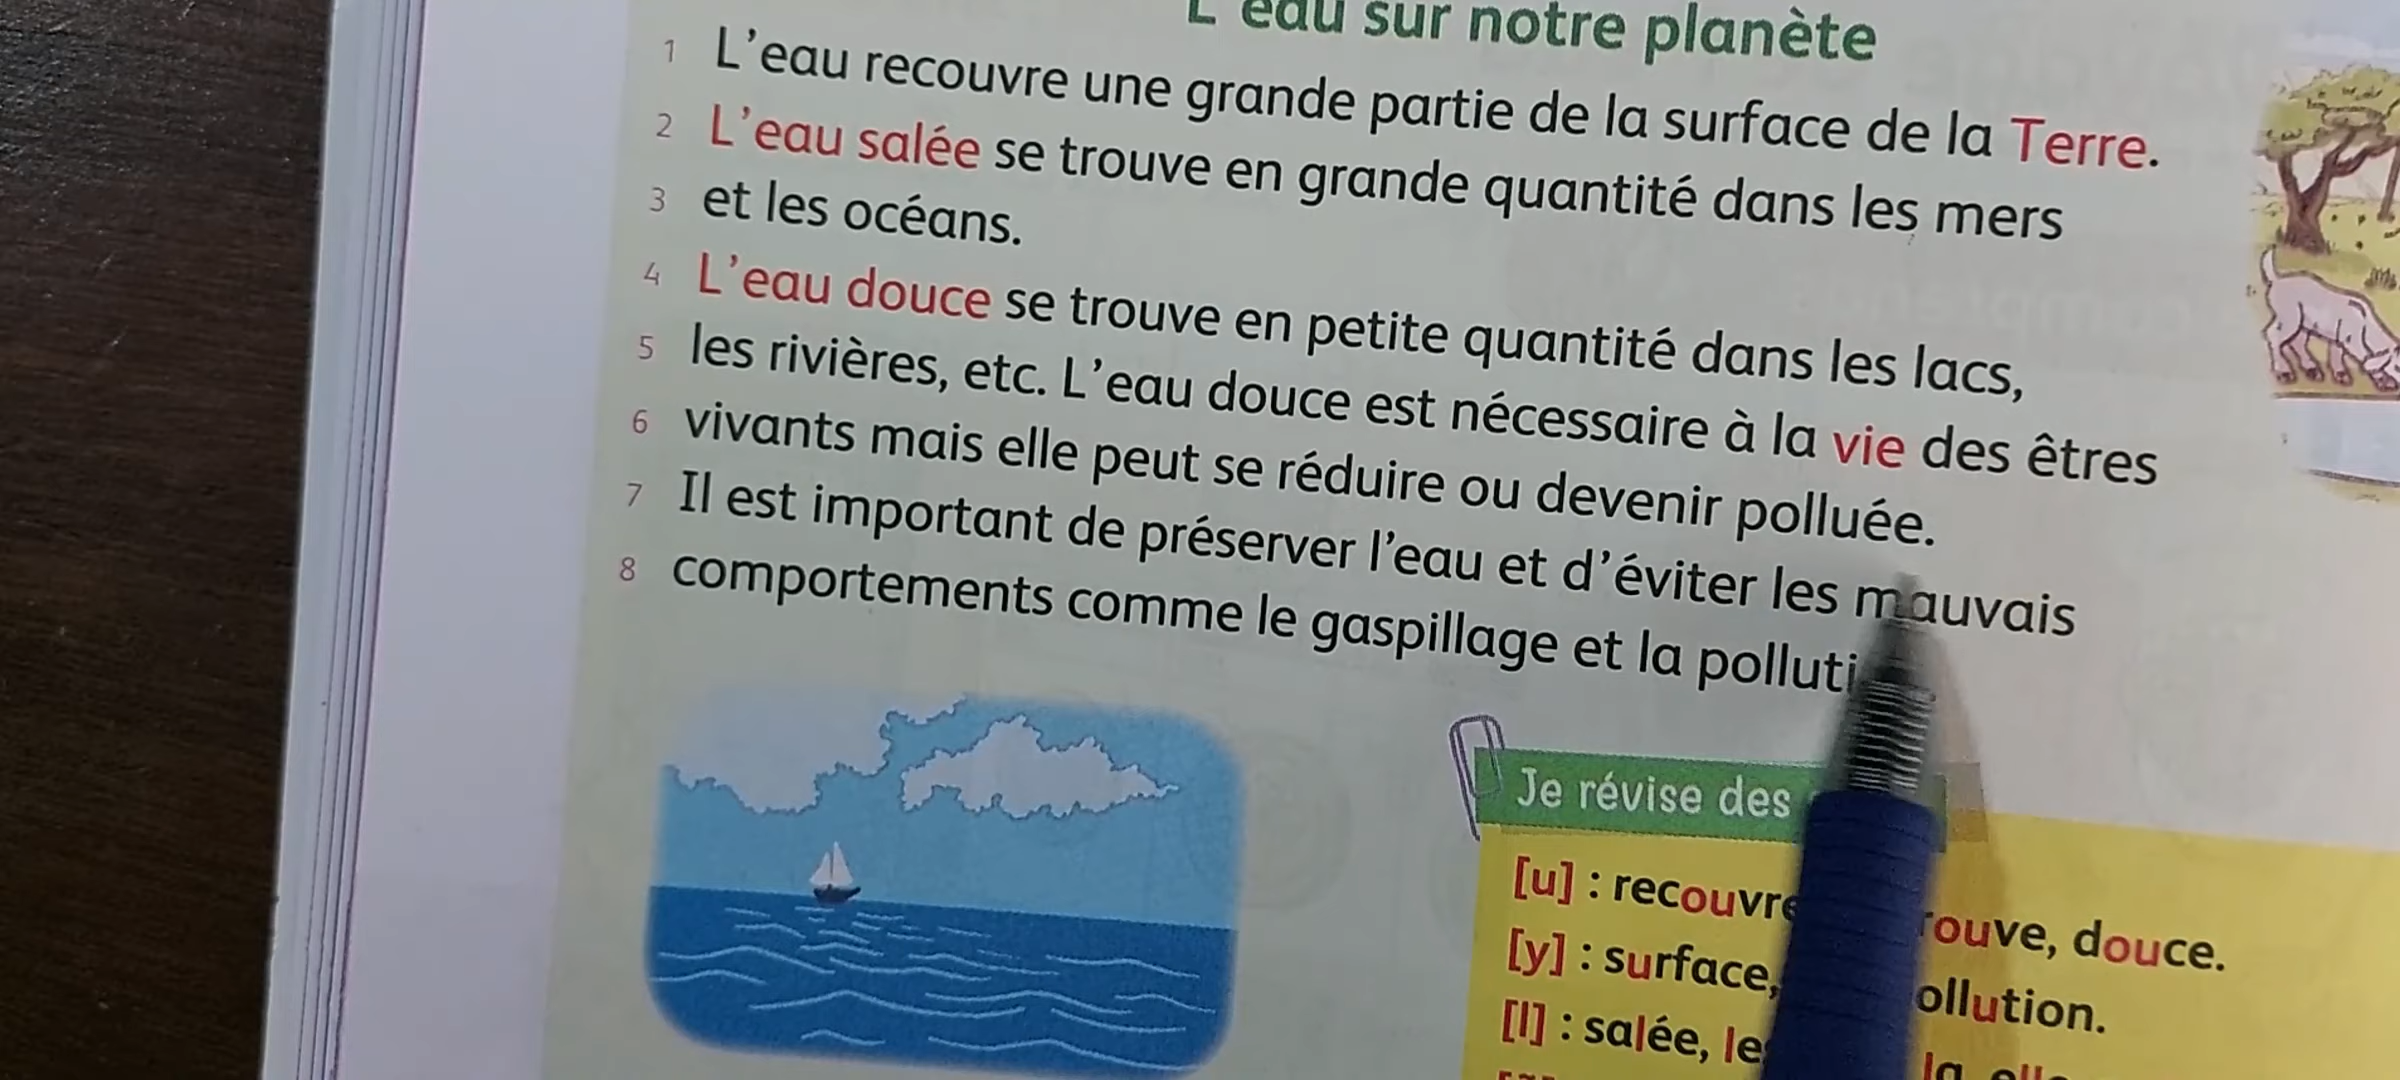 L'eau sur notre planète
1 L'eau recouvre une grande partie de la surface de la Terre.
2 L'eau salée se trouve en grande quantité dans les mers
3 et les océans.
4 L'eau douce se trouve en petite quantité dans les lacs,
5 les rivières, etc. L'eau douce est nécessaire à la vie des êtres
6 vivants mais elle peut se réduire ou devenir polluée.
7 Il est important de préserver l'eau et d'éviter les mauvais
8 comportements comme le gaspillage et la polluti
Je révise des
[u] : recouvre rouve, douce.
[y] : surface, ollution.
[l] : salée, le la